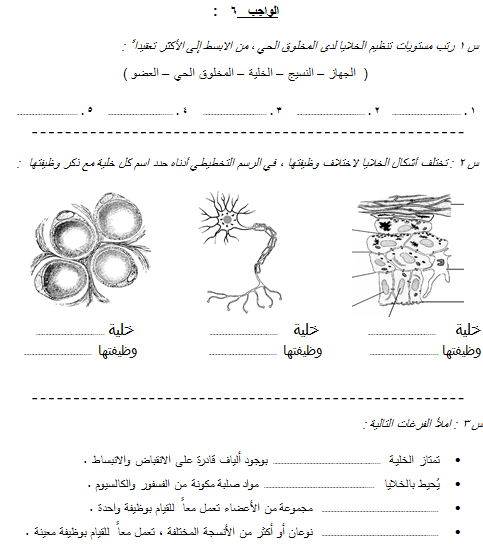 الواجب ٦ :
س ١ رتب مستويات تنظيم الخلايا لدى المخلوق الحي ، من الابسط إلى الأكثر تعقيداً :
( الجهاز – النسيج – الخلية – المخلوق الحي – العضو )
١ . ........................ ٢ . ........................ ٣ . ........................ ٤ . ........................ ٥ . ........................
س ٢ : تختلف أشكال الخلايا لاختلاف وظيفتها ، في الرسم التخطيطي أدناه حدد اسم كل خلية مع ذكر وظيفتها :
خلية ........................ خلية ........................ خلية ........................
وظيفتها ........................ وظيفتها ........................ وظيفتها ........................
س ٣ : املأ الفرغات التالية :
• تمتاز الخلية ........................ بوجود ألياف قادرة على الانقباض والانبساط .
• يُحيط بالخلايا ........................ مواد صلبة مكونة من الفسفور والكالسيوم .
• ........................ مجموعة من الأعضاء تعمل معاً للقيام بوظيفة واحدة .
• ........................ نوعان أو أكثر من الأنسجة المختلفة ، تعمل معاً للقيام بوظيفة معينة .